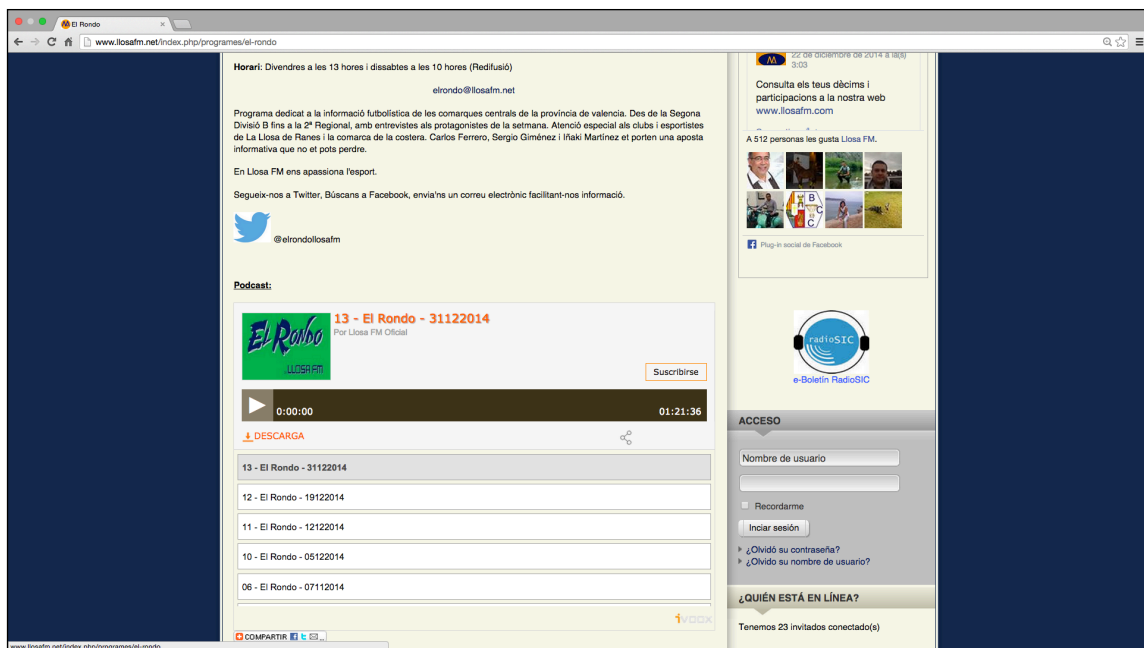 El Rondo
www.llosafm.net/index.php/programes/el-rondo
Horari: Divendres a les 13 hores i dissabtes a les 10 hores (Redifusió)
elrondo@llosafm.net
Programa dedicat a la informació futbolística de les comarques centrals de la província de valencia. Des de la Segona
Divisió B fins a la 2ª Regional, amb entrevistes als protagonistes de la setmana. Atenció especial als clubs i esportistes
de La Llosa de Ranes i la comarca de la costera. Carlos Ferrero, Sergio Giménez i Iñaki Martínez et porten una aposta
informativa que no et pots perdre.
En Llosa FM ens apassiona l'esport.
Segueix-nos a Twitter, Búscans a Facebook, envia'ns un correu electrònic facilitant-nos informació.
@elrondollosafm
Podcast:
EL RONDO
LLOSA FM
13 - El Rondo - 31122014
Por Llosa FM Oficial
Suscribirse
0:00:00
01:21:36
DESCARGA
13 - El Rondo - 31122014
12 - El Rondo - 19122014
11 - El Rondo - 12122014
10 - El Rondo - 05122014
06 - El Rondo - 07112014
ivoox
COMPARTIR
www.llosafm.net/index.php/programes/el-rondo
22 de diciembre de 2014 a la(s)
3:03
Consulta els teus dècims i
participacions a la nostra web
www.llosafm.com
A 512 personas les gusta Llosa FM.
B
C
C
Plug-in social de Facebook
radioSIC
e-Boletín RadioSIC
ACCESO
Nombre de usuario
Recordarme
Inciar sesión
¿Olvidó su contraseña?
¿Olvido su nombre de usuario?
¿QUIÉN ESTÁ EN LÍNEA?
Tenemos 23 invitados conectado(s)